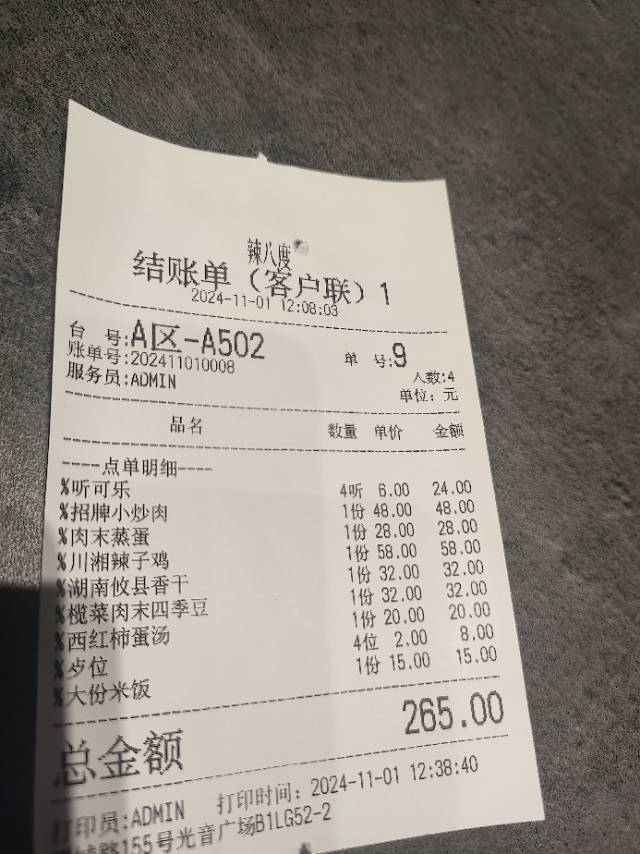 辣八度
结账单（客户联）1
2024-11-01 12:08:03
台 号:A区-A502 单 号:9
账单号:202411010008 人数:4
服务员:ADMIN 单位：元
品名 数量 单价 金额
----点单明细----
%听可乐 4听 6.00 24.00
%招牌小炒肉 1份 48.00 48.00
%肉末蒸蛋 1份 28.00 28.00
%川湘辣子鸡 1份 58.00 58.00
%湖南攸县香干 1份 32.00 32.00
%榄菜肉末四季豆 1份 32.00 32.00
%西红柿蛋汤 1份 20.00 20.00
%歺位 4位 2.00 8.00
%大份米饭 1份 15.00 15.00
总金额 265.00
打印员:ADMIN 打印时间：2024-11-01 12:38:40
路155号光音广场B1LG52-2